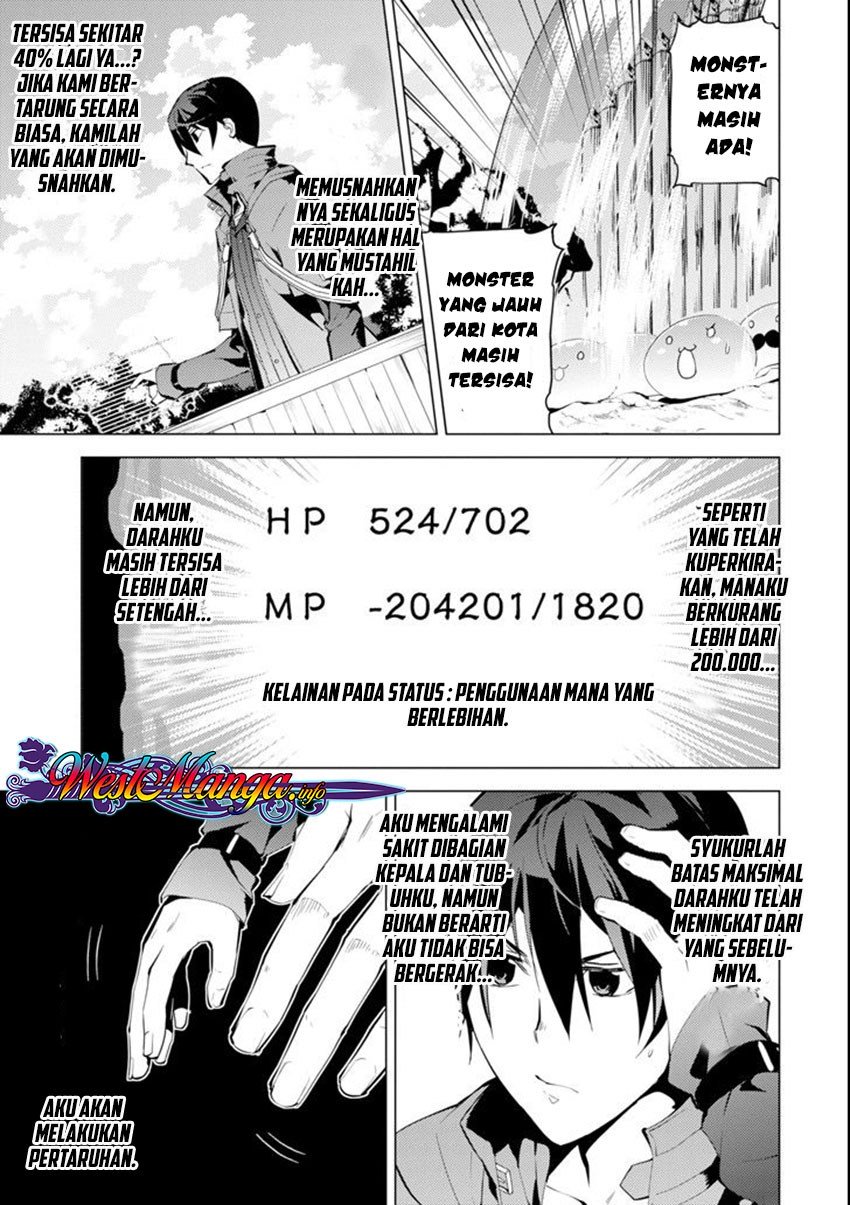 MONST-
ERNYA
MASIH
ADA!
MONSTER
YANG JAUH
DARI KOTA
MASIH
TERSISA!
MEMUSNAHKAN
NYA SEKALIGUS
MERUPAKAN HAL
YANG MUSTAHIL
KAH...
TERSISA SEKITAR
40% LAGI YA...?
JIKA KAMI BER-
TARUNG SECARA
BIASA, KAMILAH
YANG AKAN DIMU-
SNAHKAN.
SEPERTI
YANG TELAH
KUPERKIRA-
KAN, MANAKU
BERKURANG
LEBIH DARI
200.000...
HP 524/702
MP -204201/1820
KELAINAN PADA STATUS : PENGGUNAAN MANA YANG
BERLEBIHAN.
NAMUN,
DARAHKU
MASIH TERSISA
LEBIH DARI
SETENGAH...
WestManga.info
SYUKURLAH
BATAS MAKSIMAL
DARAHKU TELAH
MENINGKAT DARI
YANG SEBELU-
MNYA.
AKU MENGALAMI
SAKIT DIBAGIAN
KEPALA DAN TUB-
UHKU, NAMUN
BUKAN BERARTI
AKU TIDAK BISA
BERGERAK...
AKU AKAN
MELAKUKAN
PERTARUHAN.